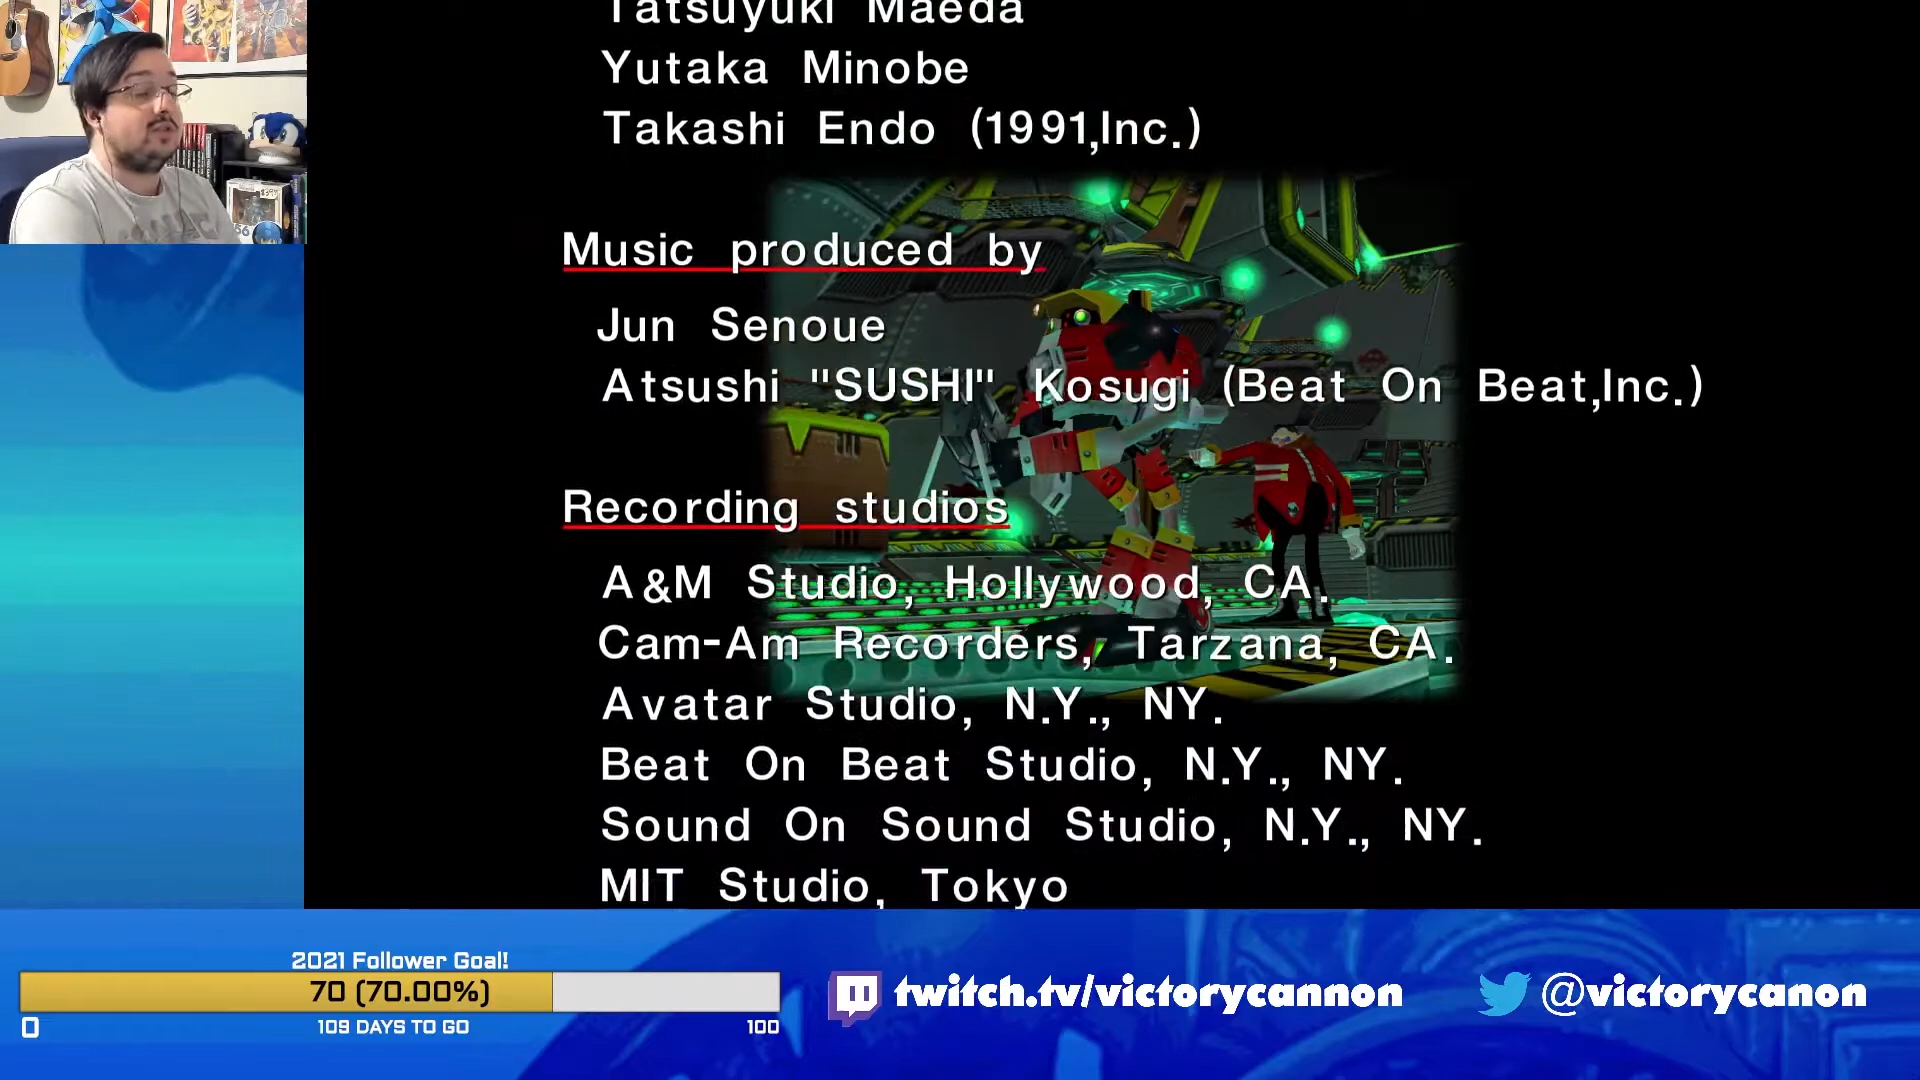 Tatsuyuki Maeda
Yutaka Minobe
Takashi Endo (1991,Inc.)
Music produced by
Jun Senoue
Atsushi "SUSHI" Kosugi (Beat On Beat,Inc.)
Recording studios
A&M Studio, Hollywood, CA.
Cam-Am Recorders, Tarzana, CA.
Avatar Studio, N.Y., NY.
Beat On Beat Studio, N.Y., NY.
Sound On Sound Studio, N.Y., NY.
MIT Studio, Tokyo
2021 Follower Goal!
70 (70.00%)
0 109 DAYS TO GO 100
twitch.tv/victorycannon
@victorycanon